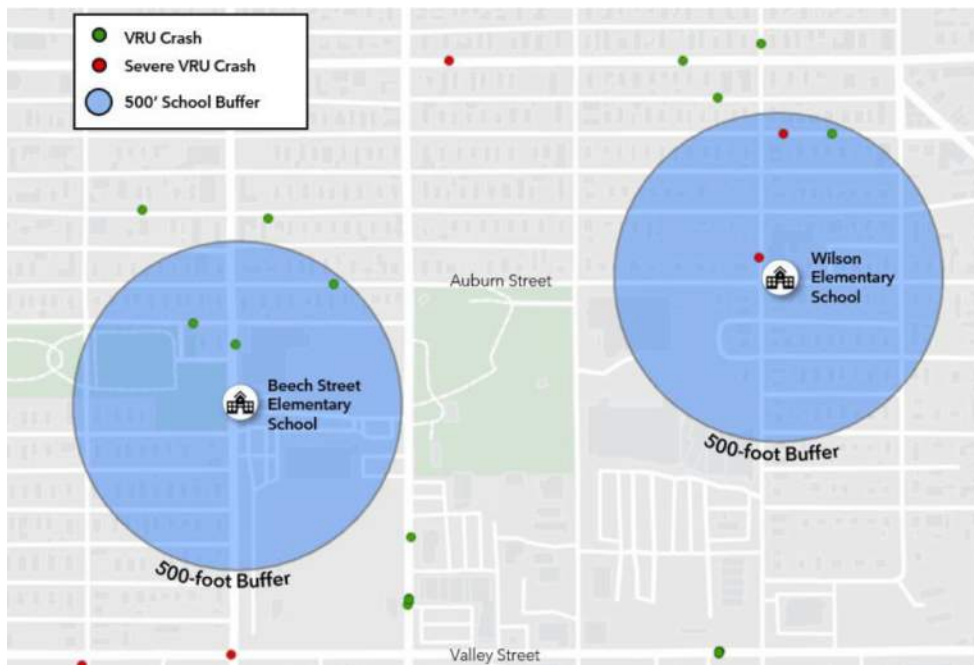 VRU Crash
Severe VRU Crash
500' School Buffer
Auburn Street
Wilson
Elementary
School
Beech Street
Elementary
School
500-foot Buffer
500-foot Buffer
Valley Street